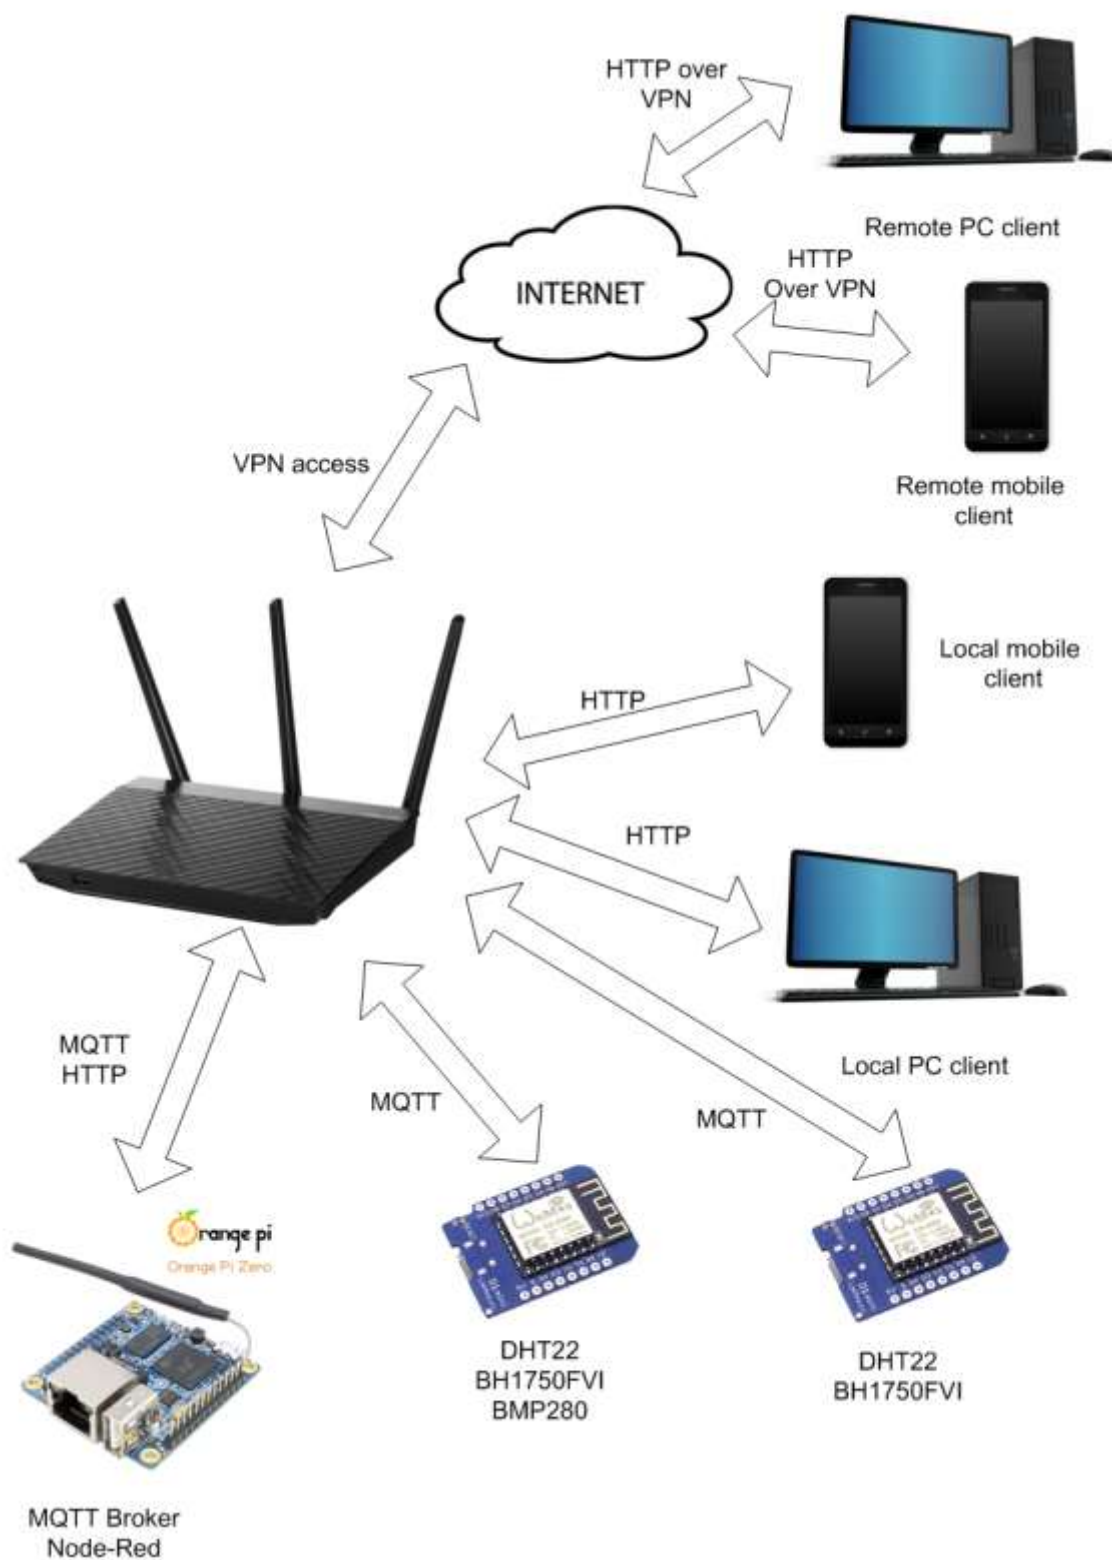 HTTP over
VPN
Remote PC client
HTTP
Over VPN
INTERNET
Remote mobile
client
VPN access
Local mobile
client
HTTP
HTTP
Local PC client
MQTT
HTTP
MQTT
MQTT
Orange pi
Orange Pi Zero
DHT22
BH1750FVI
BMP280
DHT22
BH1750FVI
MQTT Broker
Node-Red